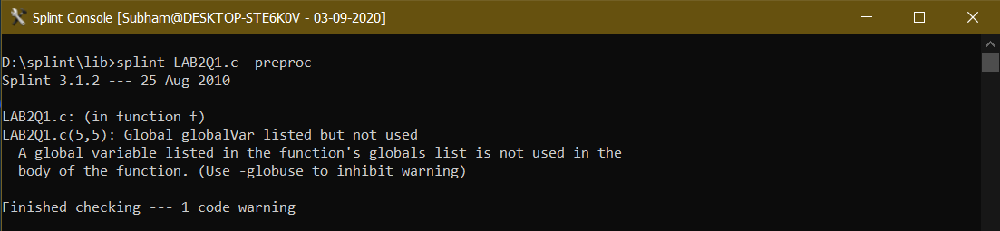 Splint Console [Subham@DESKTOP-STE6K0V - 03-09-2020]
D:\splint\lib>splint LAB2Q1.c -preproc
Splint 3.1.2 --- 25 Aug 2010
LAB2Q1.c: (in function f)
LAB2Q1.c(5,5): Global globalVar listed but not used
  A global variable listed in the function's globals list is not used in the
  body of the function. (Use -globuse to inhibit warning)
Finished checking --- 1 code warning